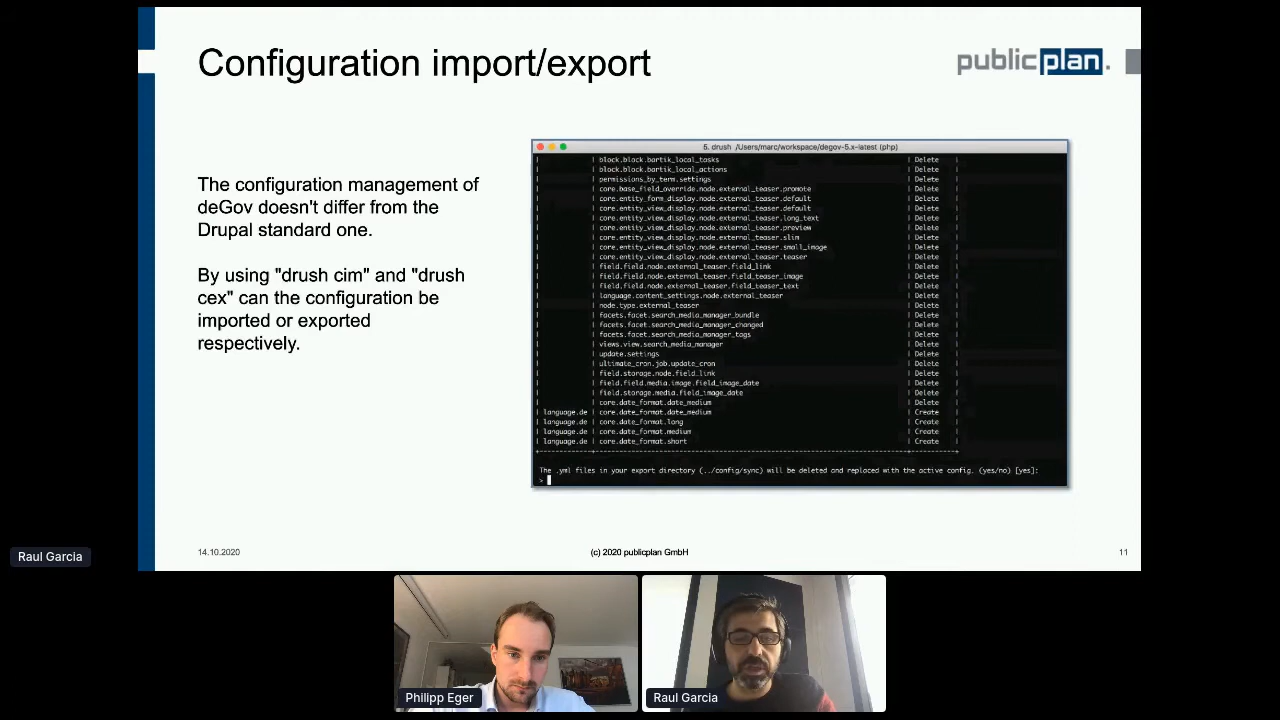 Configuration import/export
publicplan.
The configuration management of
deGov doesn't differ from the
Drupal standard one.
By using "drush cim" and "drush
cex" can the configuration be
imported or exported
respectively.
5. drush /Users/marc/workspace/degov-5.x-latest (php)
| | block.block.bartik_local_tasks | Delete |
| | block.block.bartik_local_actions | Delete |
| | permissions_by_term.settings | Delete |
| | core.base_field_override.node.external_teaser.promote | Delete |
| | core.entity_form_display.node.external_teaser.default | Delete |
| | core.entity_view_display.node.external_teaser.default | Delete |
| | core.entity_view_display.node.external_teaser.long_text | Delete |
| | core.entity_view_display.node.external_teaser.preview | Delete |
| | core.entity_view_display.node.external_teaser.slim | Delete |
| | core.entity_view_display.node.external_teaser.small_image | Delete |
| | core.entity_view_display.node.external_teaser.teaser | Delete |
| | field.field.node.external_teaser.field_link | Delete |
| | field.field.node.external_teaser.field_teaser_image | Delete |
| | field.field.node.external_teaser.field_teaser_text | Delete |
| | language.content_settings.node.external_teaser | Delete |
| | node.type.external_teaser | Delete |
| | facets.facet.search_media_manager_bundle | Delete |
| | facets.facet.search_media_manager_changed | Delete |
| | facets.facet.search_media_manager_tags | Delete |
| | views.view.search_media_manager | Delete |
| | update.settings | Delete |
| | ultimate_cron.job.update_cron | Delete |
| | field.storage.node.field_link | Delete |
| | field.field.media.image.field_image_date | Delete |
| | field.storage.media.field_image_date | Delete |
| | core.date_format.date_medium | Delete |
| language.de | core.date_format.date_medium | Create |
| language.de | core.date_format.long | Create |
| language.de | core.date_format.medium | Create |
| language.de | core.date_format.short | Create |
The .yml files in your export directory (../config/sync) will be deleted and replaced with the active config. (yes/no) [yes]:
>
14.10.2020
(c) 2020 publicplan GmbH
11
Raul Garcia
Philipp Eger
Raul Garcia